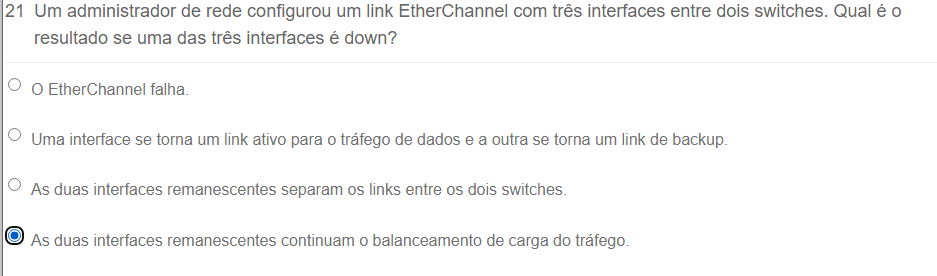 21 Um administrador de rede configurou um link EtherChannel com três interfaces entre dois switches. Qual é o
resultado se uma das três interfaces é down?
O EtherChannel falha.
Uma interface se torna um link ativo para o tráfego de dados e a outra se torna um link de backup.
As duas interfaces remanescentes separam os links entre os dois switches.
As duas interfaces remanescentes continuam o balanceamento de carga do tráfego.